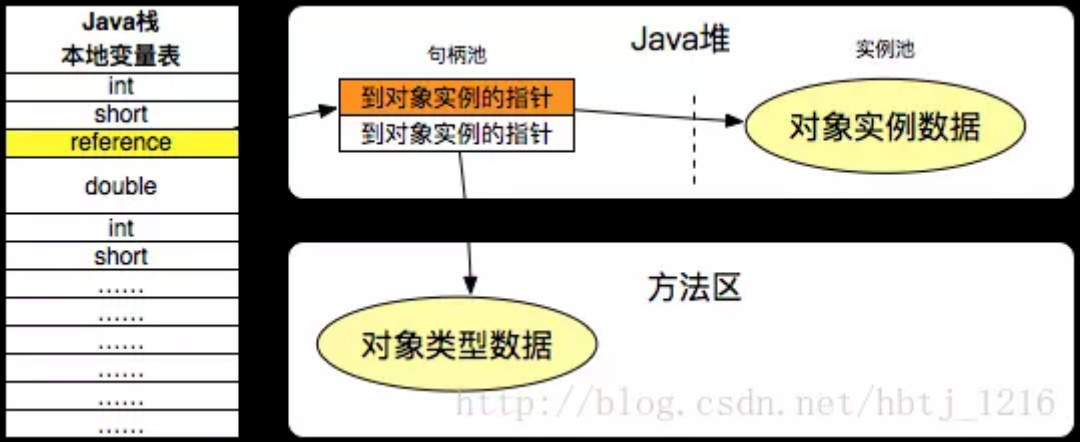 Java栈
本地变量表
int
short
reference
double
int
short
……
……
……
……
……
……
Java堆
句柄池
实例池
到对象实例的指针
到对象实例的指针
对象实例数据
方法区
对象类型数据
http://blog.csdn.net/hbtj_1216